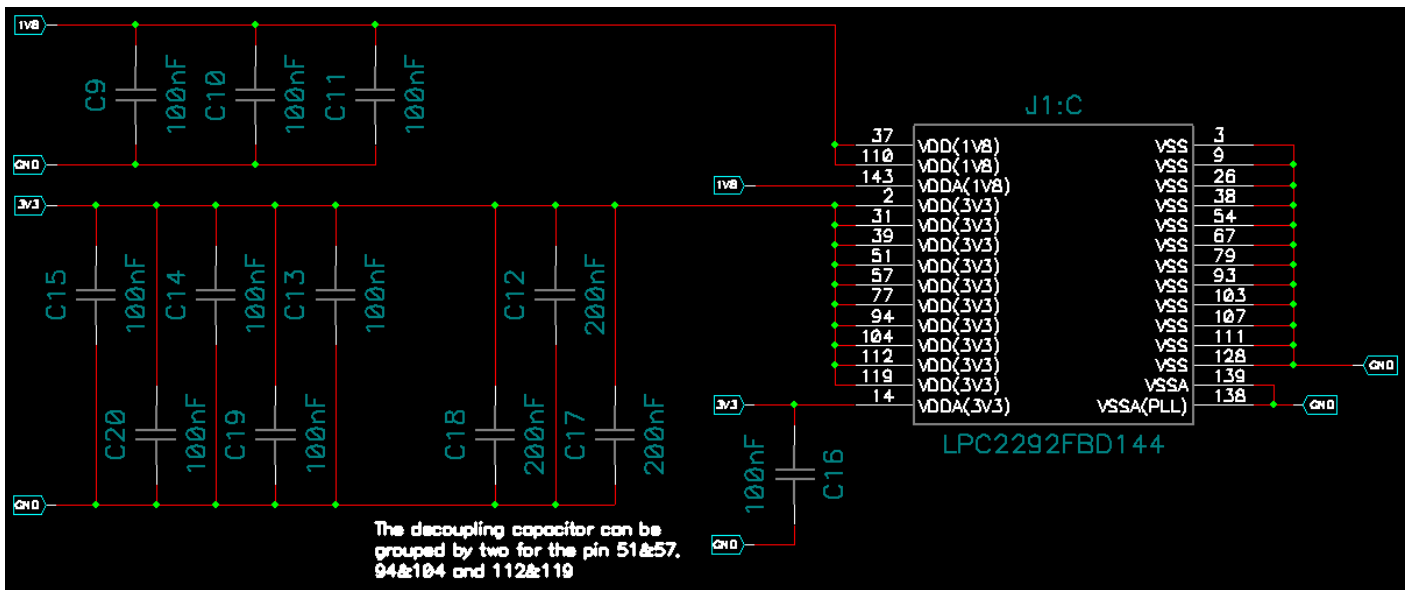 1V8
C9
100nF
C10
100nF
C11
100nF
GND
J1:C
37 VDD(1V8) VSS 3
110 VDD(1V8) VSS 9
1V8 143 VDDA(1V8) VSS 26
3V3 2 VDD(3V3) VSS 38
31 VDD(3V3) VSS 54
39 VDD(3V3) VSS 67
51 VDD(3V3) VSS 79
57 VDD(3V3) VSS 93
77 VDD(3V3) VSS 103
94 VDD(3V3) VSS 107
104 VDD(3V3) VSS 111
112 VDD(3V3) VSS 128 GND
119 VDD(3V3) VSSA 139
3V3 14 VDDA(3V3) VSSA(PLL) 138 GND
LPC2292FBD144
C15
100nF
C14
100nF
C13
100nF
C12
200nF
C20
100nF
C19
100nF
C18
200nF
C17
200nF
100nF
C16
GND
GND
The decoupling capacitor can be
grouped by two for the pin 51&57,
94&104 and 112&119